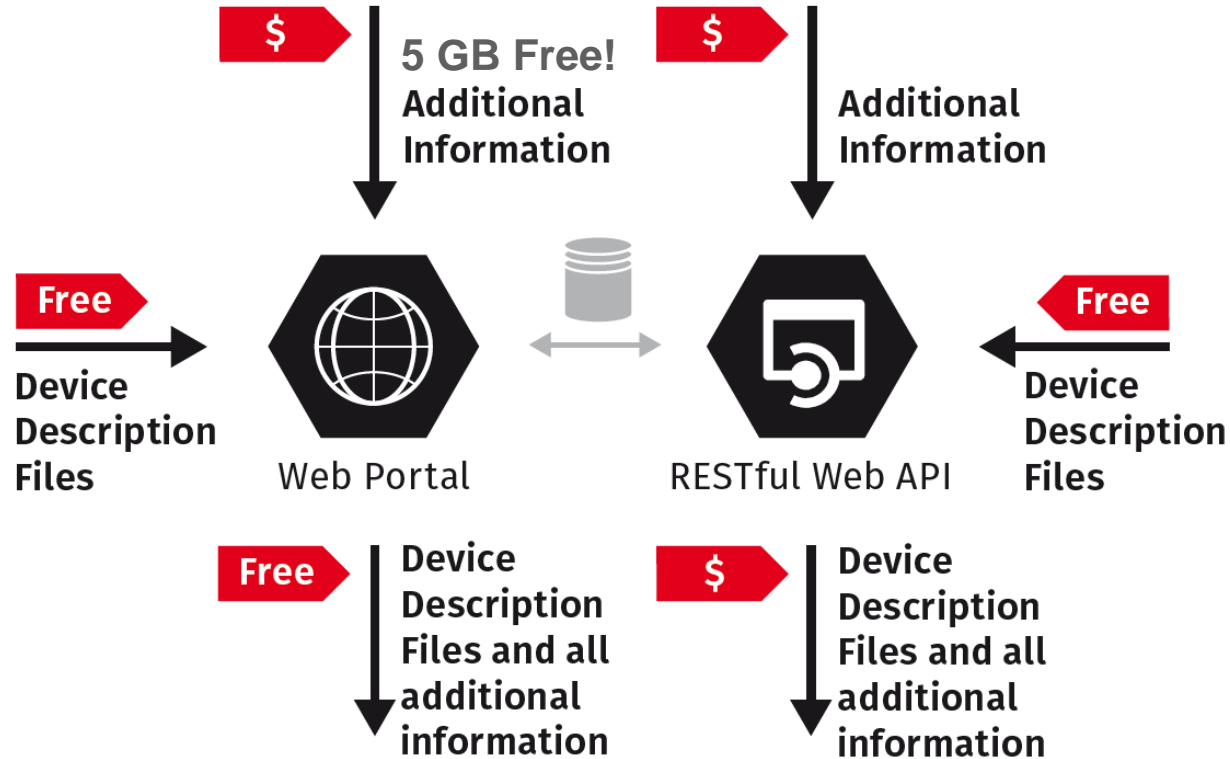 $
5 GB Free!
Additional
Information
$
Additional
Information
Free
Device
Description
Files
Web Portal
RESTful Web API
Free
Device
Description
Files
Free
Device
Description
Files and all
additional
information
$
Device
Description
Files and all
additional
information